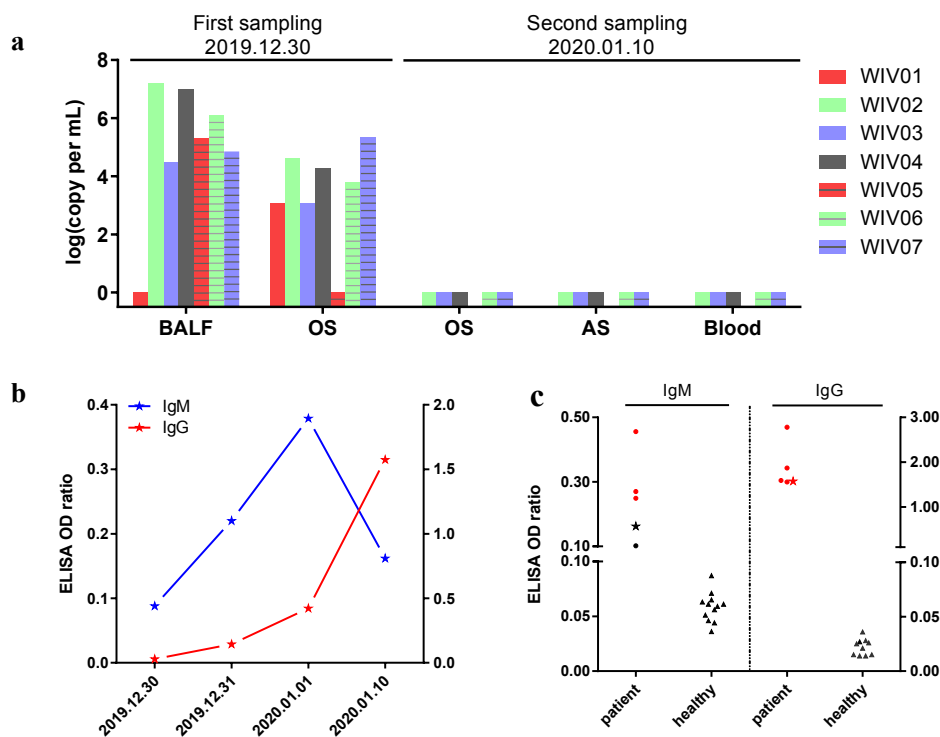 a
First sampling
2019.12.30
Second sampling
2020.01.10
log(copy per mL)
8
6
4
2
0
BALF OS OS AS Blood
WIV01
WIV02
WIV03
WIV04
WIV05
WIV06
WIV07
b
IgM
IgG
ELISA OD ratio
0.4
0.3
0.2
0.1
0.0
2.0
1.5
1.0
0.5
0.0
2019.12.30 2019.12.31 2020.01.01 2020.01.10
c
IgM IgG
ELISA OD ratio
0.50
0.30
0.10
0.10
0.05
0.00
3.00
2.00
1.00
0.10
0.05
0.00
patient healthy patient healthy